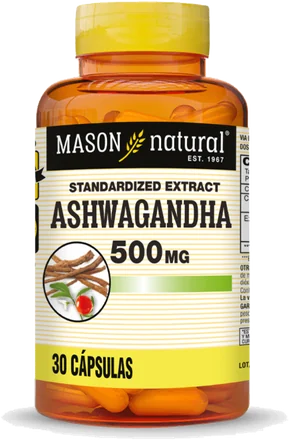 MASON natural®
EST. 1967
STANDARDIZED EXTRACT
ASHWAGANDHA
500 MG
30 CÁPSULAS